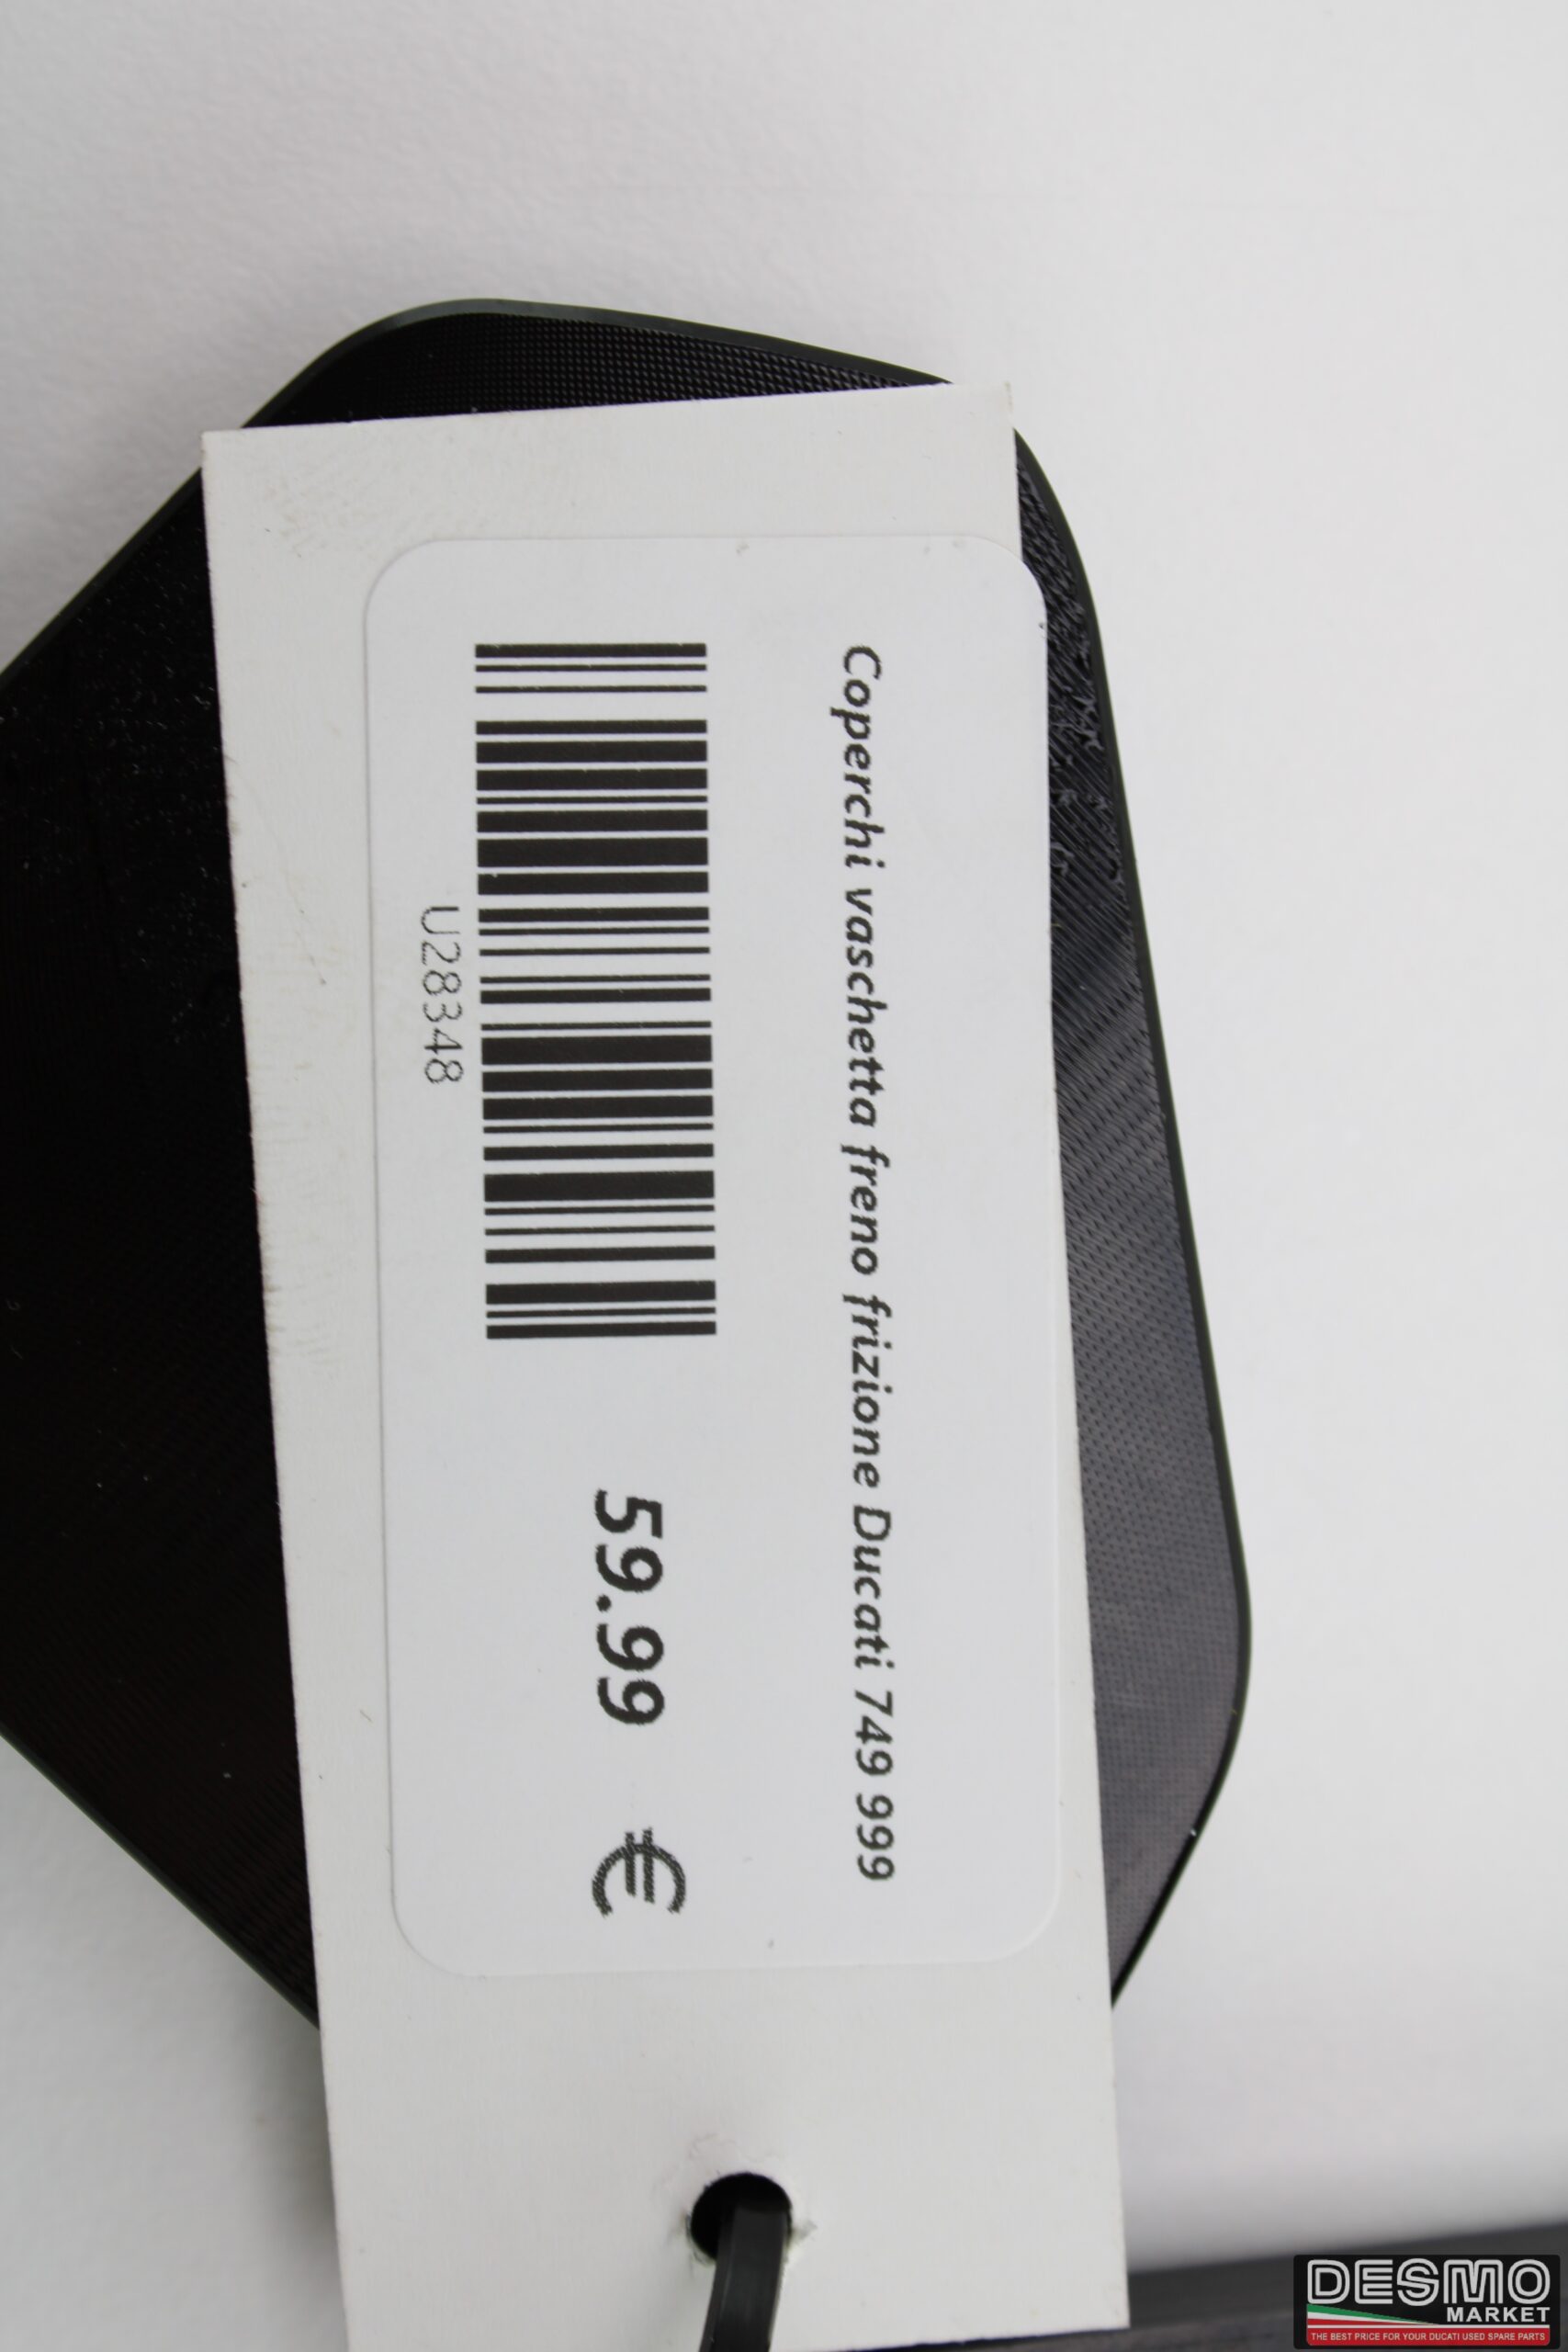 Coperchi vaschetta freno frizione Ducati 749 999
59.99 €
U28348
DESMO
MARKET
THE BEST PRICE FOR YOUR DUCATI USED SPARE PARTS